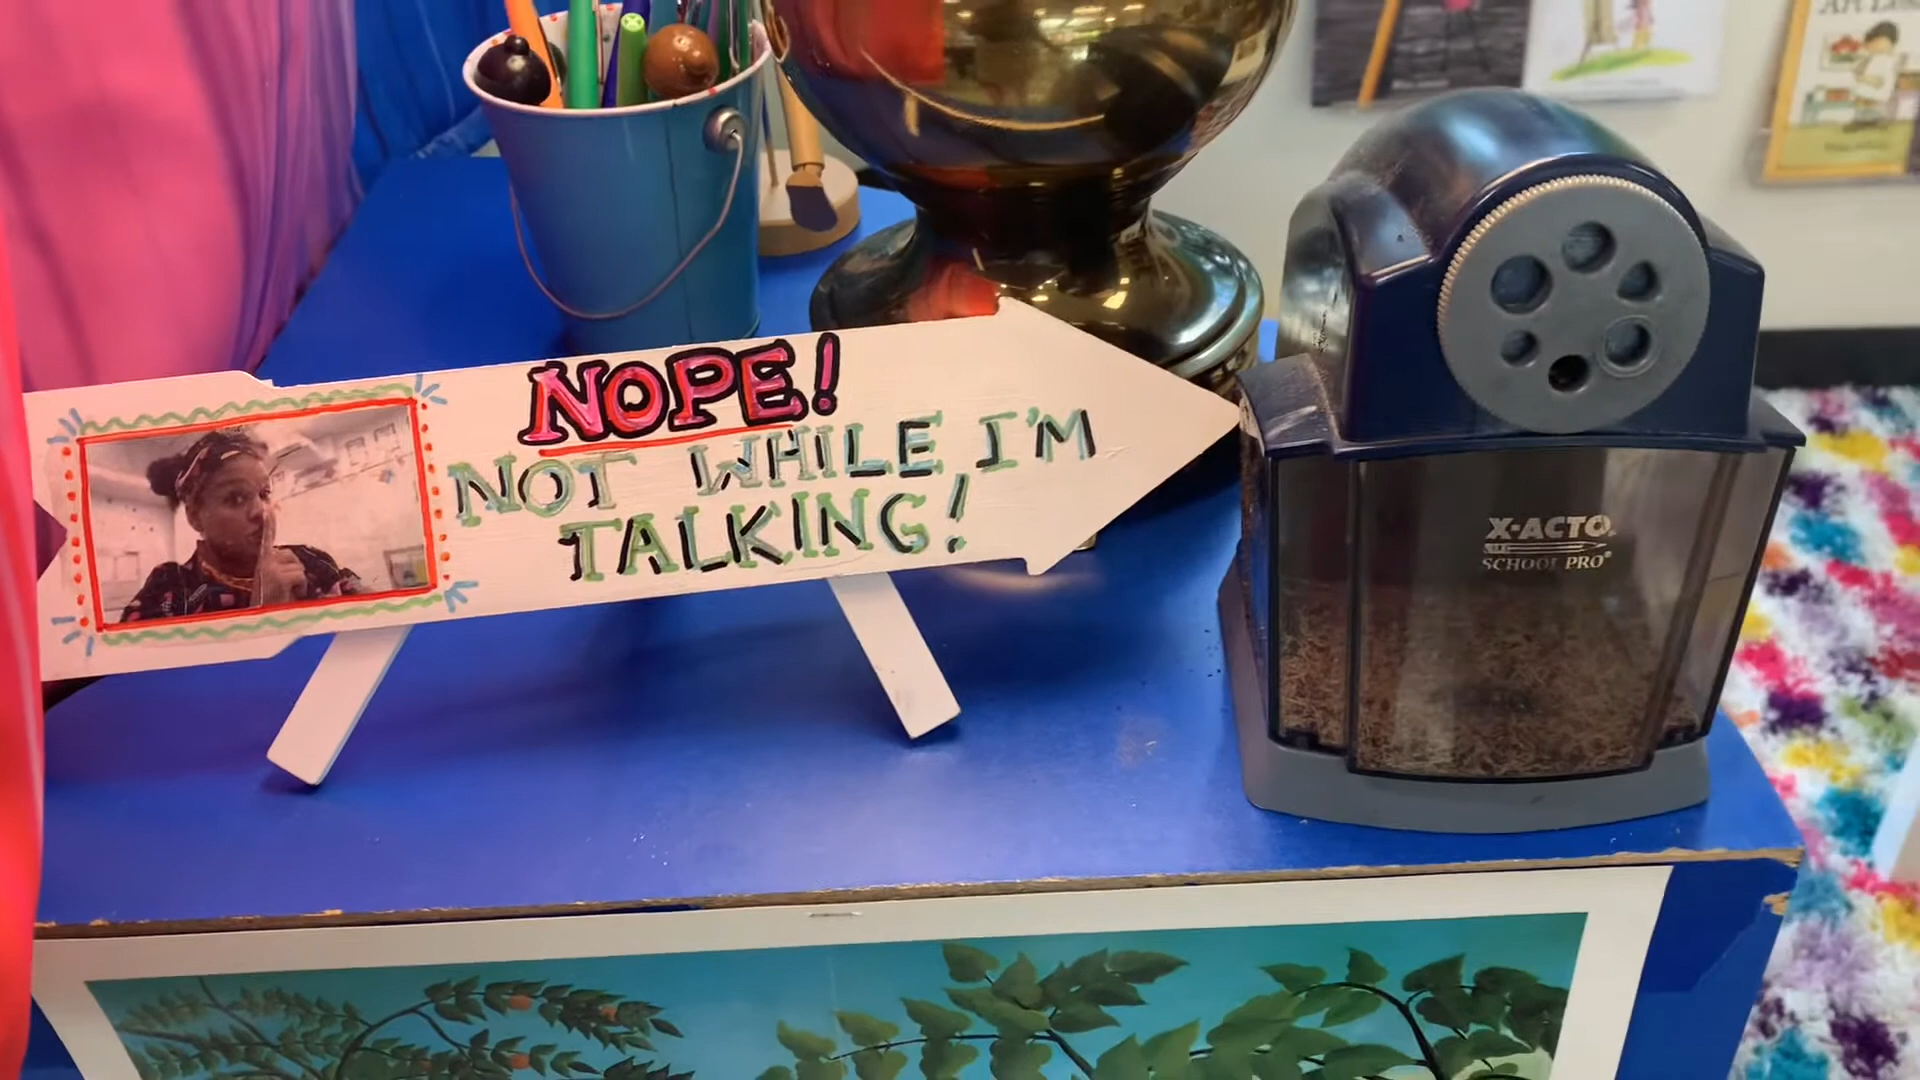 NOPE!
NOT WHILE I'M
TALKING!
X-ACTO
SCHOOL PRO